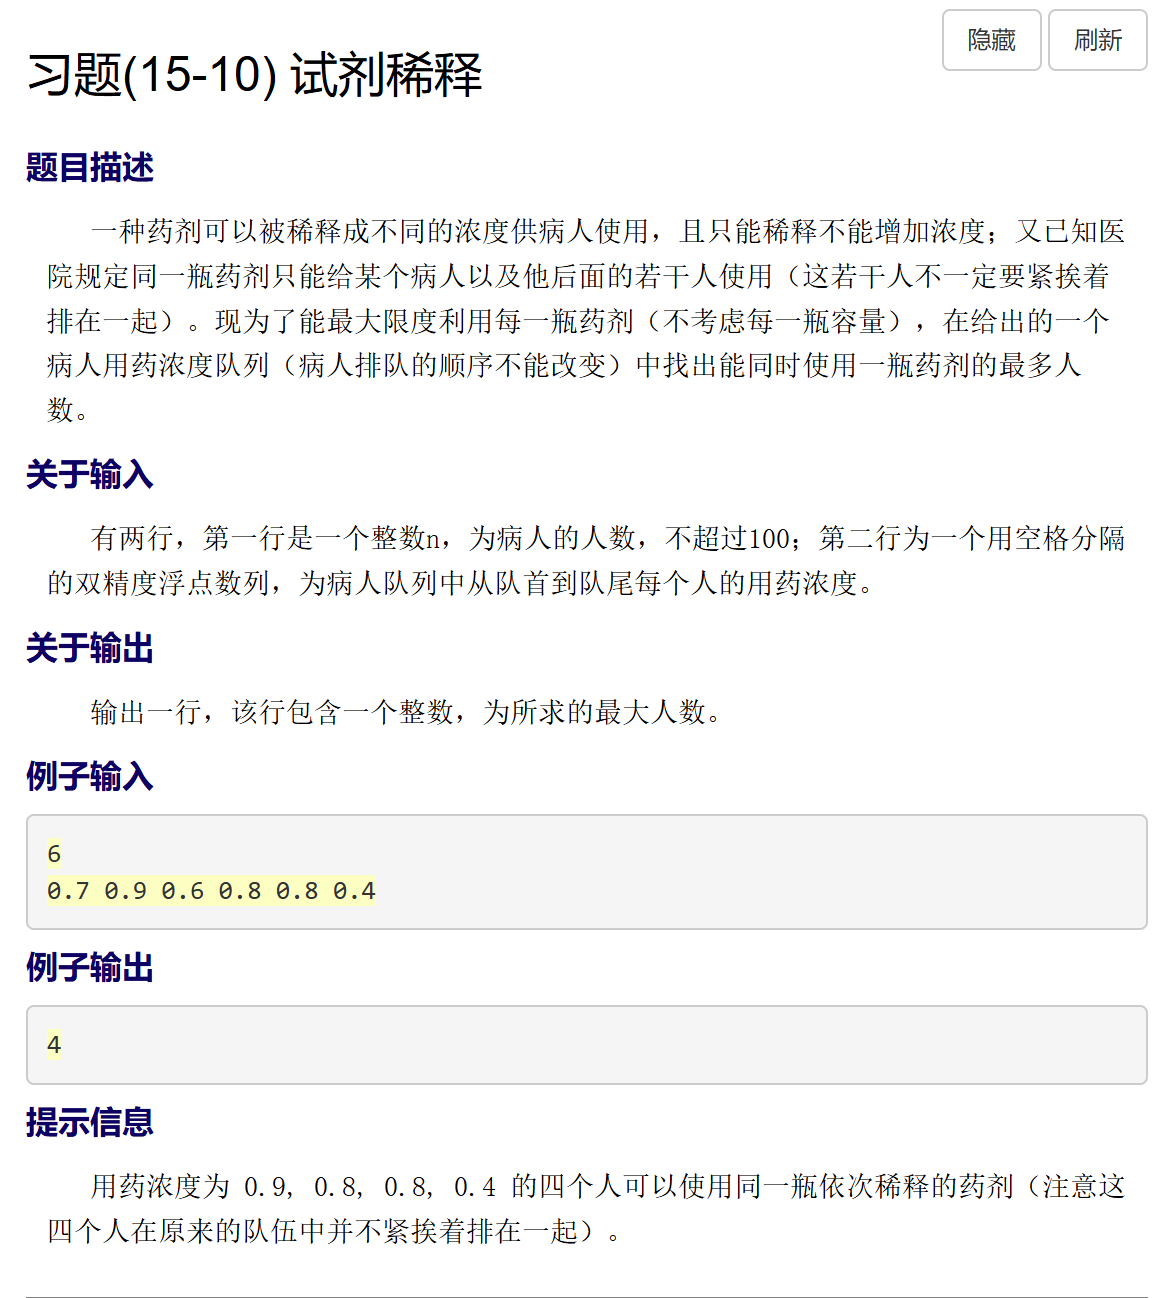 隐藏 刷新
习题(15-10) 试剂稀释
题目描述
一种药剂可以被稀释成不同的浓度供病人使用，且只能稀释不能增加浓度；又已知医
院规定同一瓶药剂只能给某个病人以及他后面的若干人使用（这若干人不一定要紧挨着
排在一起）。现为了能最大限度利用每一瓶药剂（不考虑每一瓶容量），在给出的一个
病人用药浓度队列（病人排队的顺序不能改变）中找出能同时使用一瓶药剂的最多人
数。
关于输入
有两行，第一行是一个整数n，为病人的人数，不超过100；第二行为一个用空格分隔
的双精度浮点数列，为病人队列中从队首到队尾每个人的用药浓度。
关于输出
输出一行，该行包含一个整数，为所求的最大人数。
例子输入
6
0.7 0.9 0.6 0.8 0.8 0.4
例子输出
4
提示信息
用药浓度为 0.9, 0.8, 0.8, 0.4 的四个人可以使用同一瓶依次稀释的药剂（注意这
四个人在原来的队伍中并不紧挨着排在一起）。